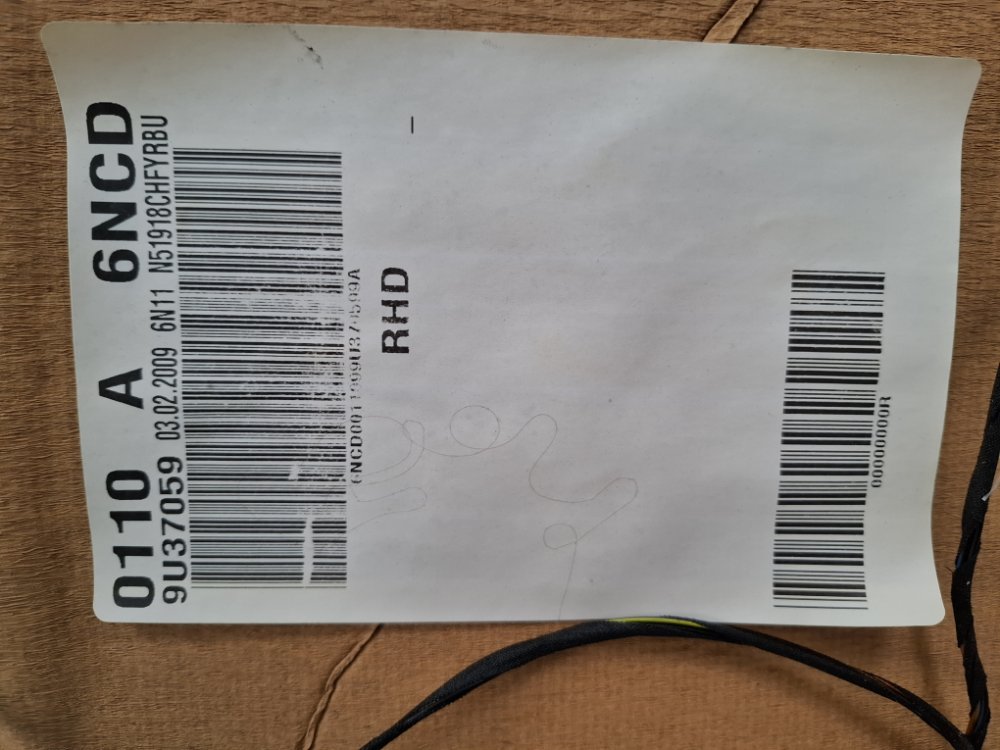 0110 A 6NCD
9U37059 03.02.2009 6N11 N51918CHFYRBU
RHD
00000000R